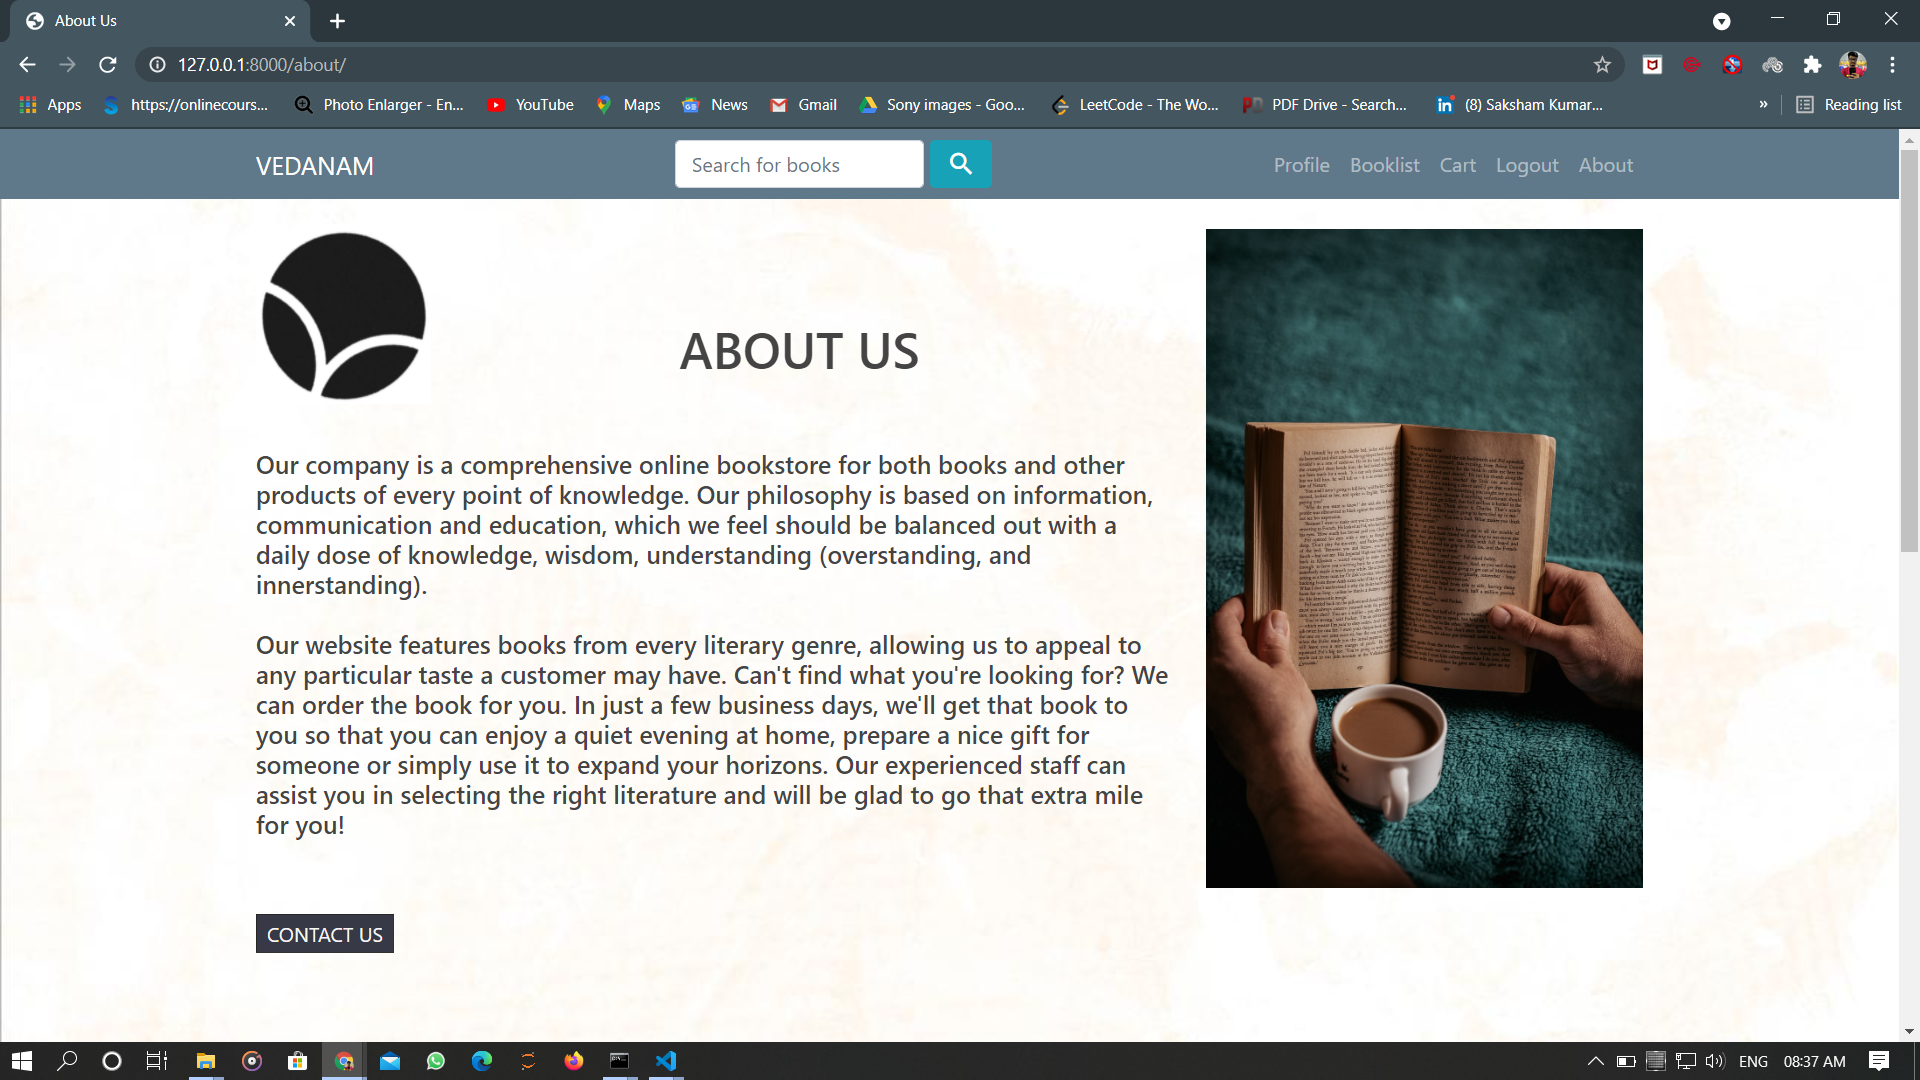 About Us
127.0.0.1:8000/about/
Apps https://onlinecours... Photo Enlarger - En... YouTube Maps News Gmail Sony images - Goo... LeetCode - The Wo... PDF Drive - Search... (8) Saksham Kumar... » Reading list
VEDANAM Search for books Profile Booklist Cart Logout About
ABOUT US
Our company is a comprehensive online bookstore for both books and other
products of every point of knowledge. Our philosophy is based on information,
communication and education, which we feel should be balanced out with a
daily dose of knowledge, wisdom, understanding (overstanding, and
innerstanding).
Our website features books from every literary genre, allowing us to appeal to
any particular taste a customer may have. Can't find what you're looking for? We
can order the book for you. In just a few business days, we'll get that book to
you so that you can enjoy a quiet evening at home, prepare a nice gift for
someone or simply use it to expand your horizons. Our experienced staff can
assist you in selecting the right literature and will be glad to go that extra mile
for you!
CONTACT US
ENG 08:37 AM